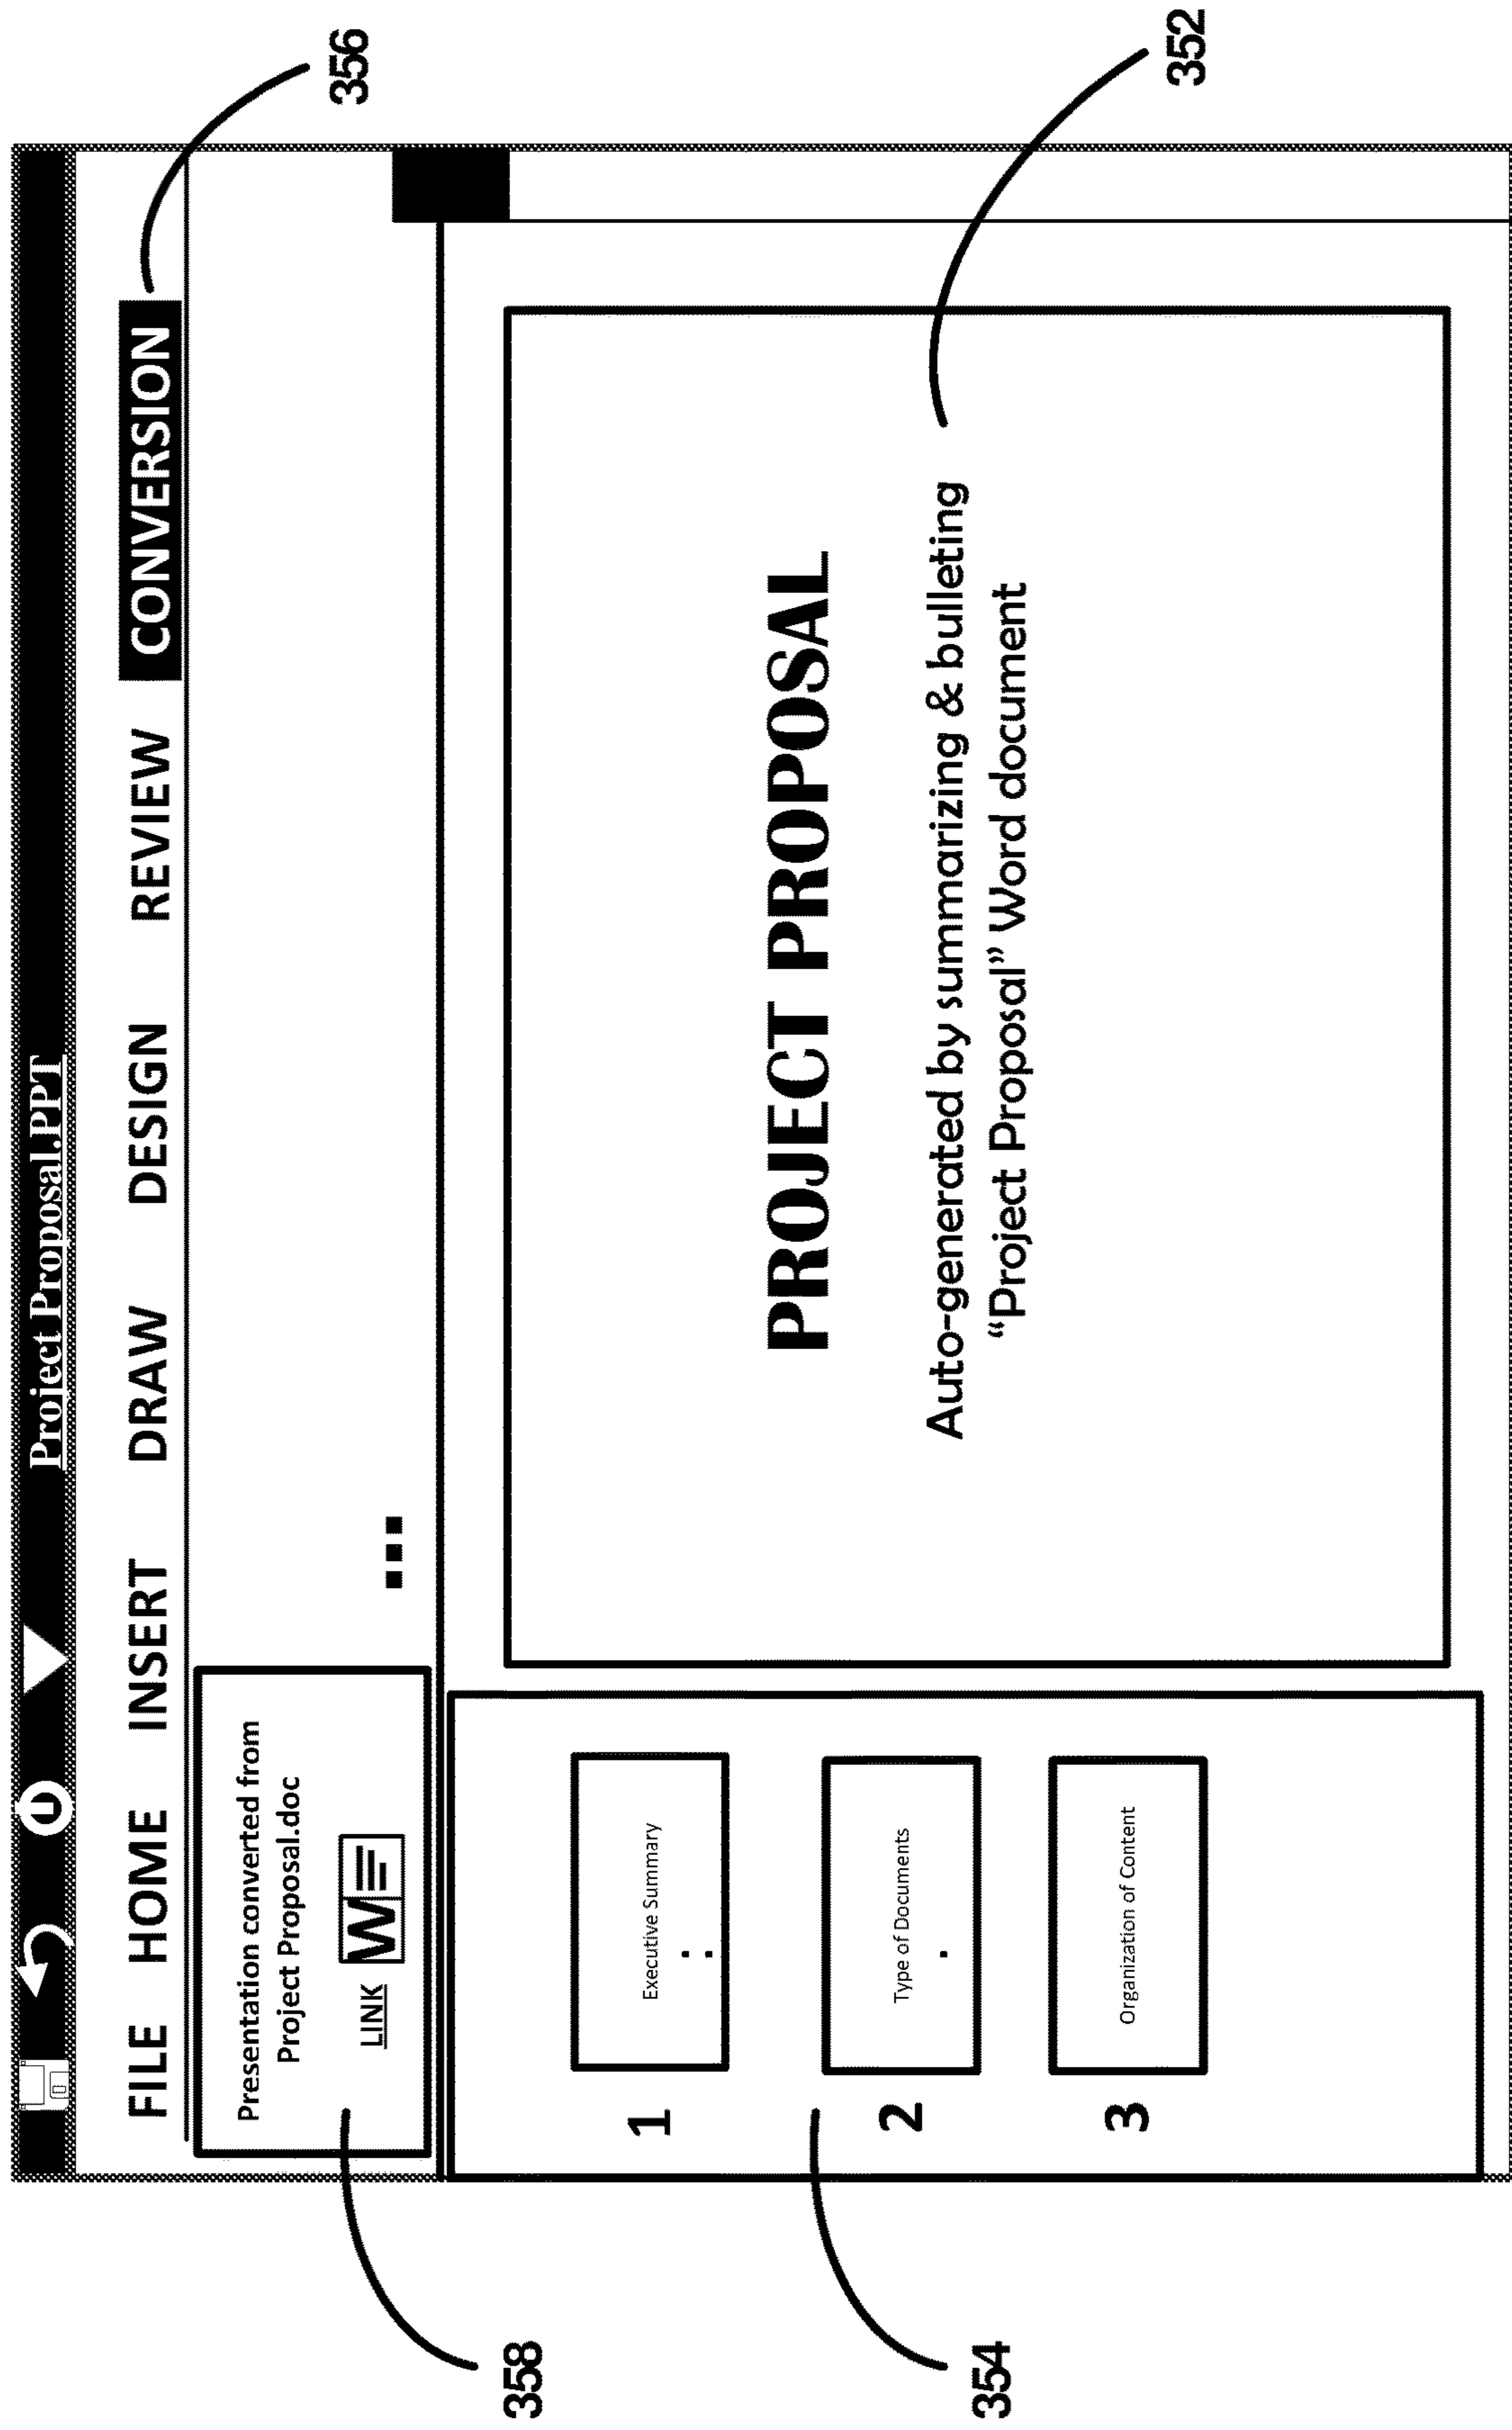 Project Proposal.PPT
FILE HOME INSERT DRAW DESIGN REVIEW CONVERSION
356
Presentation converted from
Project Proposal.doc
LINK W
358
1
Executive Summary
2
Type of Documents
3
Organization of Content
354
PROJECT PROPOSAL
Auto-generated by summarizing & bulleting
“Project Proposal” Word document
352